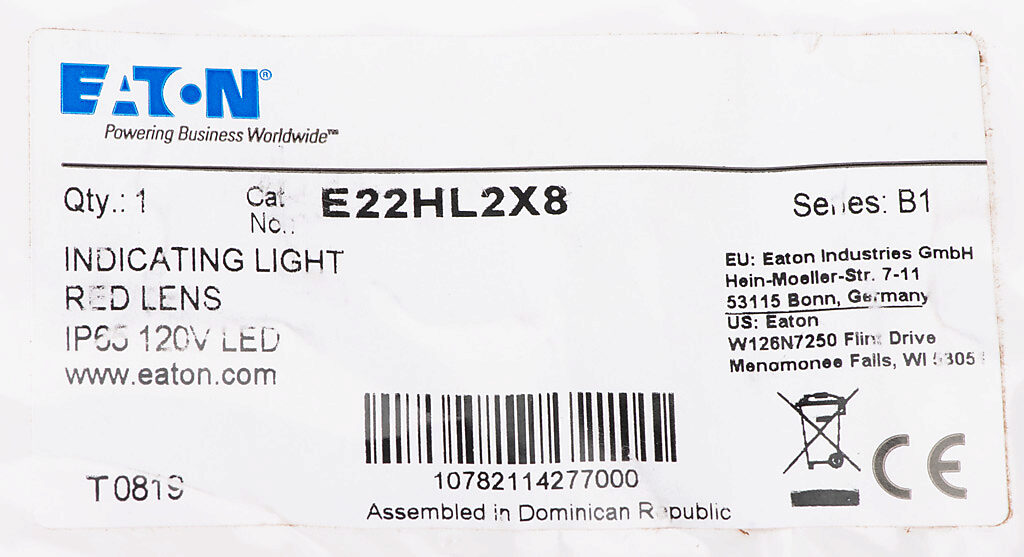 EATON®
Powering Business Worldwide™
Qty.: 1 Cat No.: E22HL2X8 Series: B1
INDICATING LIGHT
RED LENS
IP65 120V LED
www.eaton.com
EU: Eaton Industries GmbH
Hein-Moeller-Str. 7-11
53115 Bonn, Germany
US: Eaton
W126N7250 Flint Drive
Menomonee Falls, WI
CE
10782114277000
T0819
Assembled in Dominican Republic